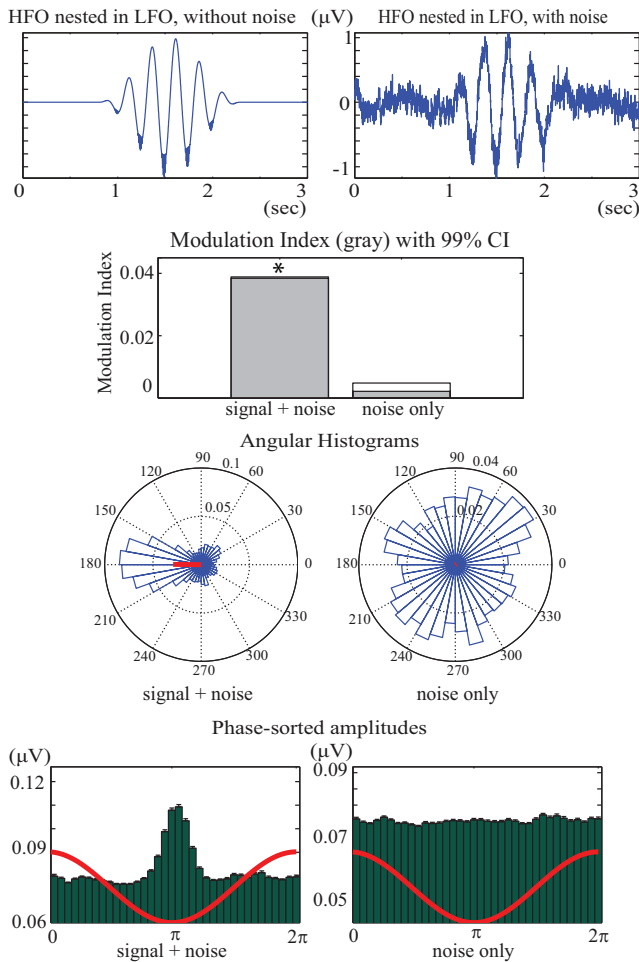 HFO nested in LFO, without noise
(μV) HFO nested in LFO, with noise
1
0
-1
0 1 2 3
(sec)
0 1 2 3
(sec)
Modulation Index (gray) with 99% CI
Modulation Index
0.04
0.02
0
*
signal + noise
noise only
Angular Histograms
90
0.1
60
120
0.05
150
30
180
0
210
330
240
300
270
signal + noise
90
0.04
60
120
0.02
150
30
180
0
210
330
240
300
270
noise only
Phase-sorted amplitudes
(μV)
0.12
0.09
0.06
0 π 2π
signal + noise
(μV)
0.09
0.07
0.05
0 π 2π
noise only